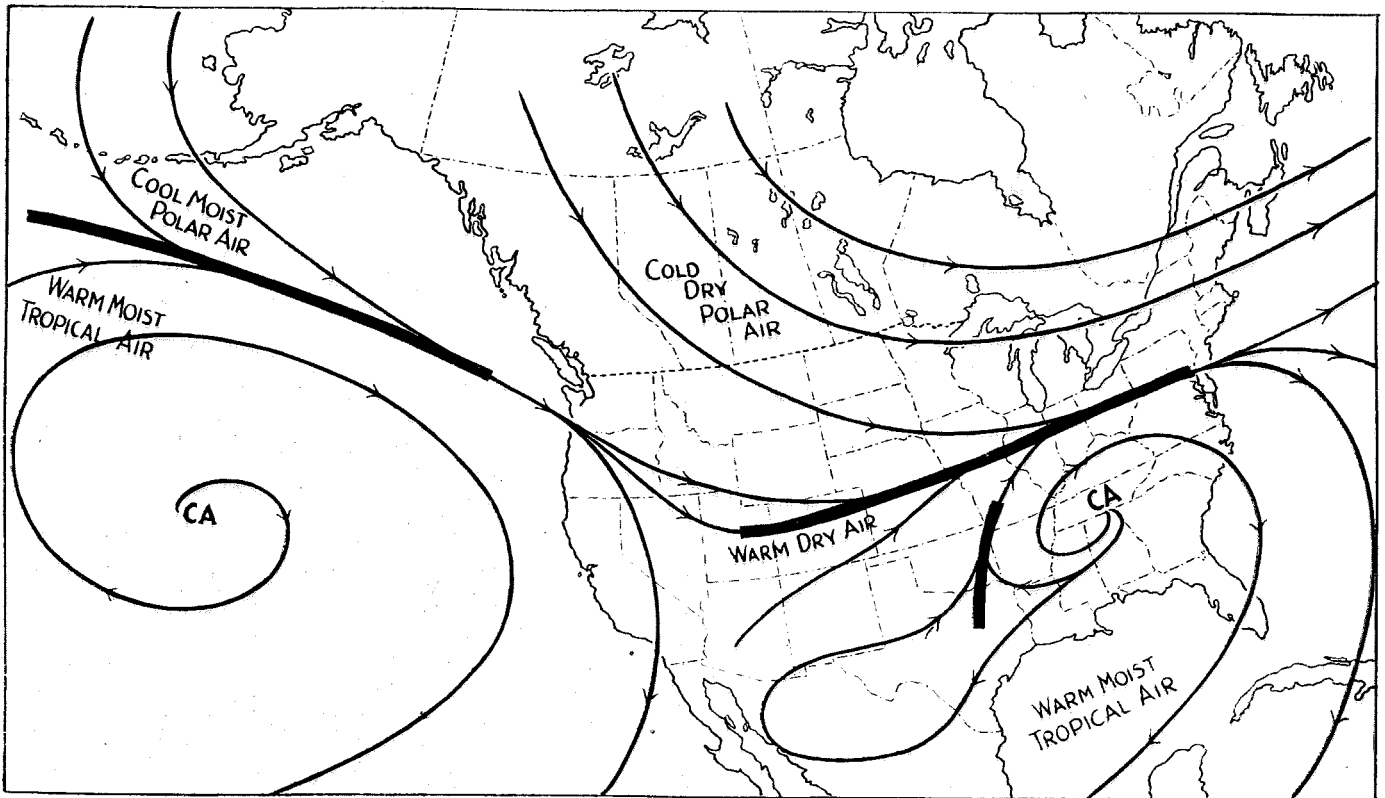 COOL MOIST
POLAR AIR
WARM MOIST
TROPICAL AIR
COLD
DRY
POLAR
AIR
CA
CA
WARM DRY AIR
WARM MOIST
TROPICAL AIR